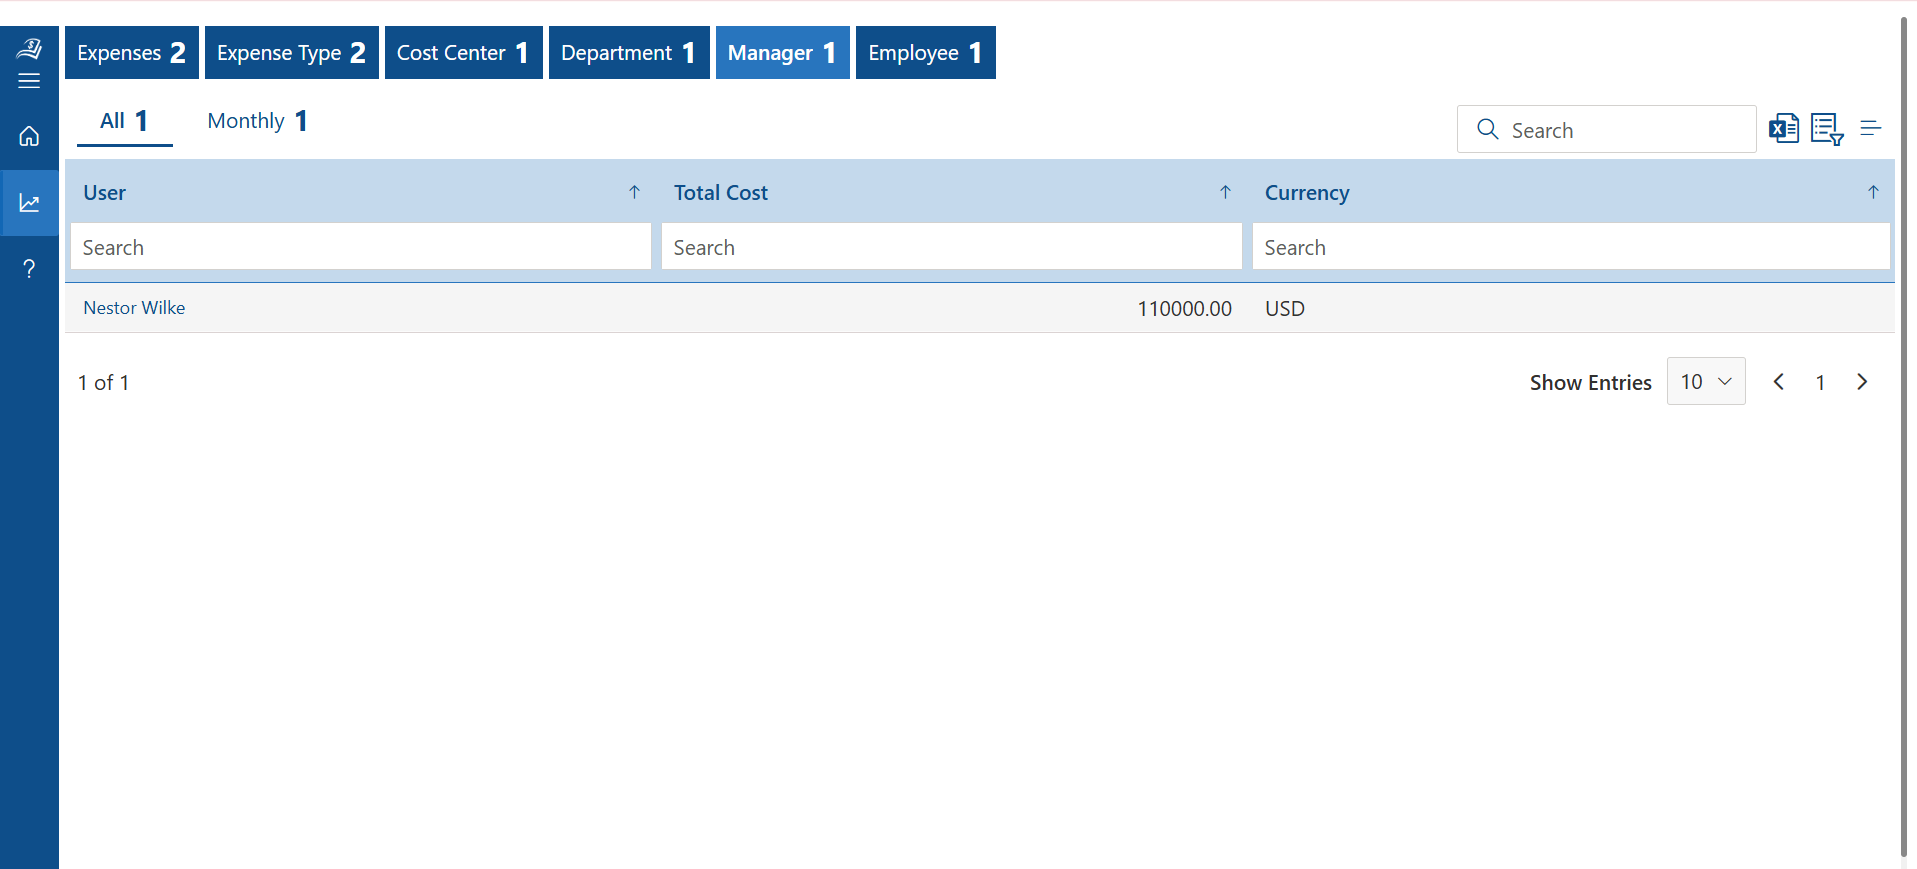 Expenses 2 Expense Type 2 Cost Center 1 Department 1 Manager 1 Employee 1
All 1 Monthly 1 Search
User Total Cost Currency
Search Search Search
Nestor Wilke 110000.00 USD
1 of 1 Show Entries 10 1